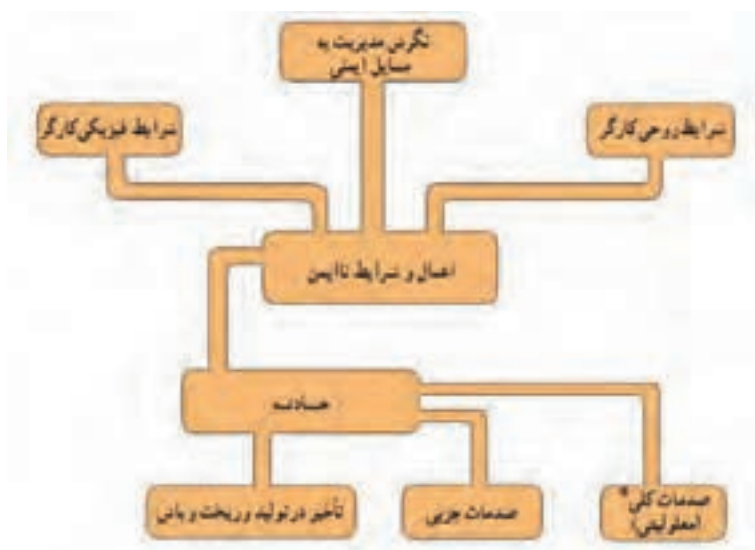 نگرش مدیریت به
مسایل ایمنی
شرایط روحی کارگر
شرایط فیزیکی کارگر
اعمال و شرایط ناایمن
حادثه
صدمات کلی*
(معلولیتی)
صدمات جزیی
تأخیر در تولید و ریخت و پاش